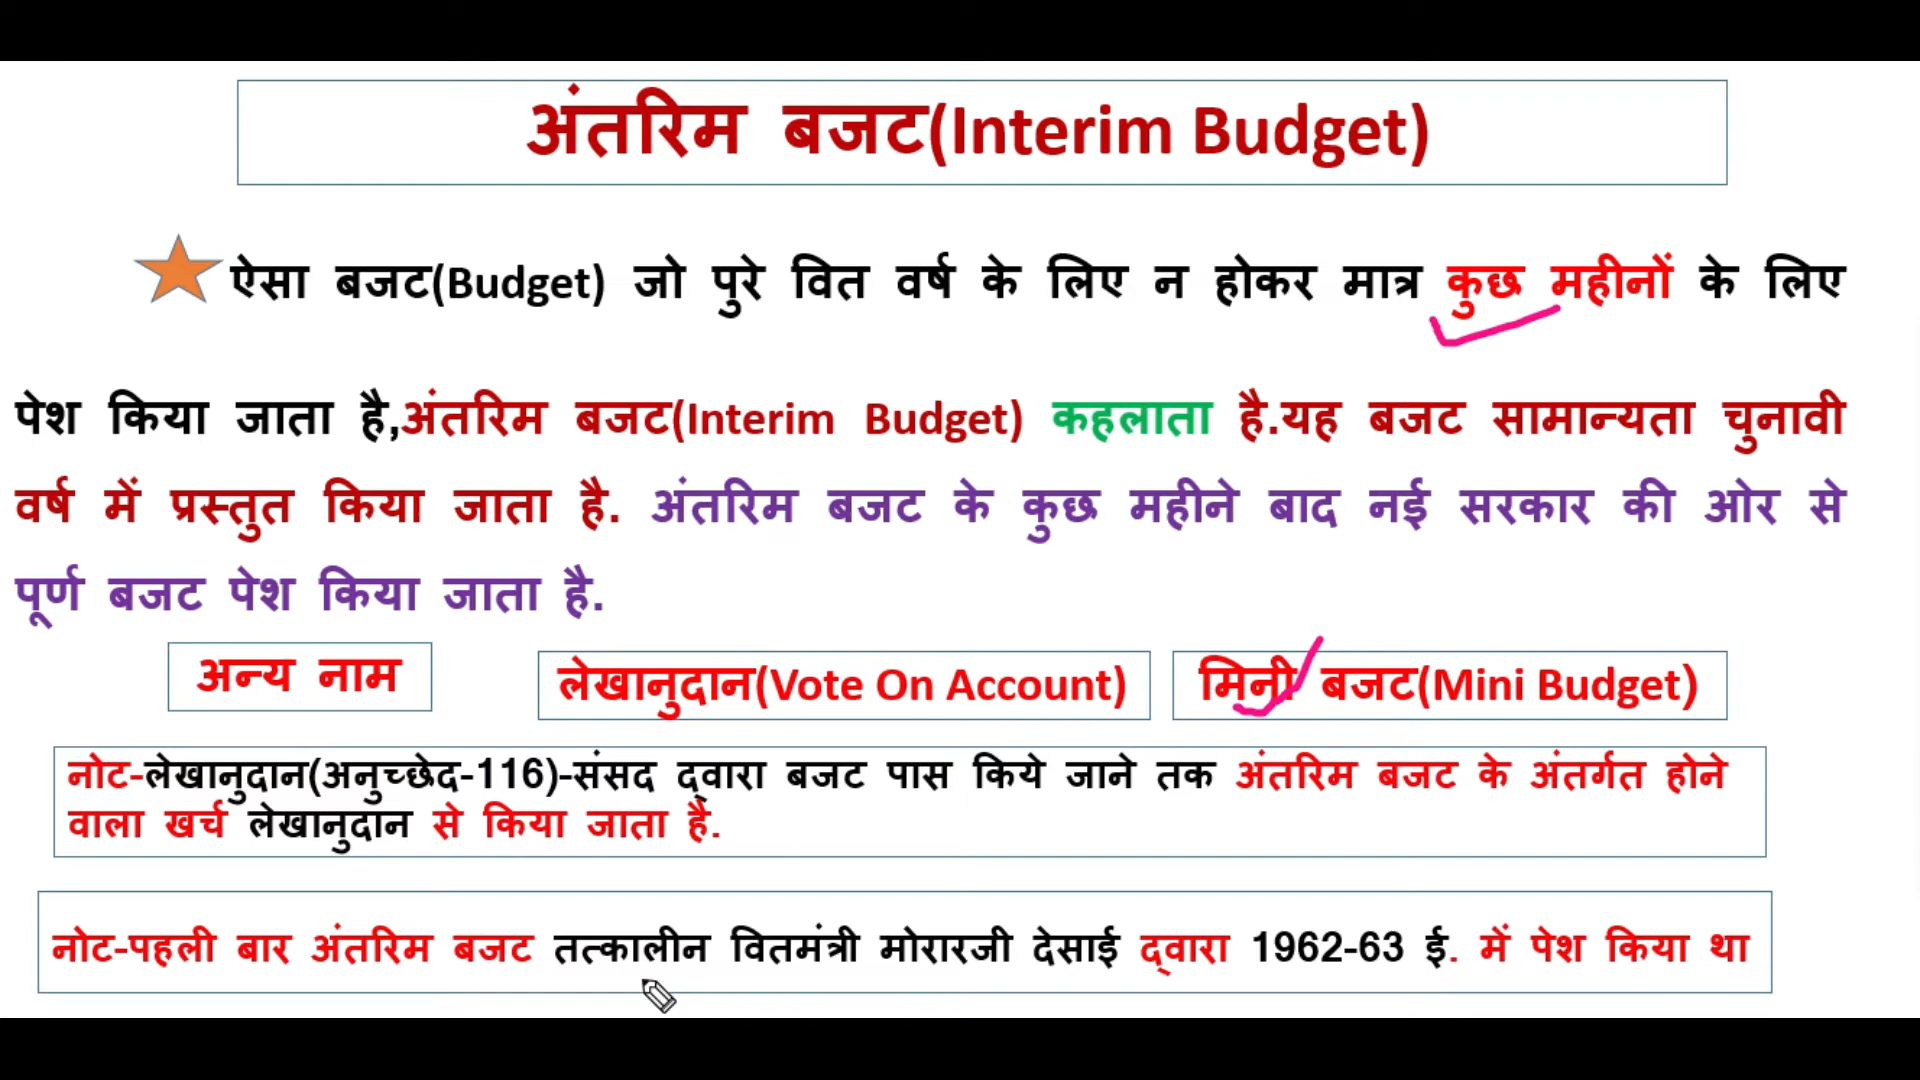 अंतरिम बजट(Interim Budget)
ऐसा बजट(Budget) जो पुरे वित वर्ष के लिए न होकर मात्र कुछ महीनों के लिए
पेश किया जाता है,अंतरिम बजट(Interim Budget) कहलाता है.यह बजट सामान्यता चुनावी
वर्ष में प्रस्तुत किया जाता है. अंतरिम बजट के कुछ महीने बाद नई सरकार की ओर से
पूर्ण बजट पेश किया जाता है.
अन्य नाम
लेखानुदान(Vote On Account)
मिनी बजट(Mini Budget)
नोट-लेखानुदान(अनुच्छेद-116)-संसद द्वारा बजट पास किये जाने तक अंतरिम बजट के अंतर्गत होने
वाला खर्च लेखानुदान से किया जाता है.
नोट-पहली बार अंतरिम बजट तत्कालीन वितमंत्री मोरारजी देसाई द्वारा 1962-63 ई. में पेश किया था